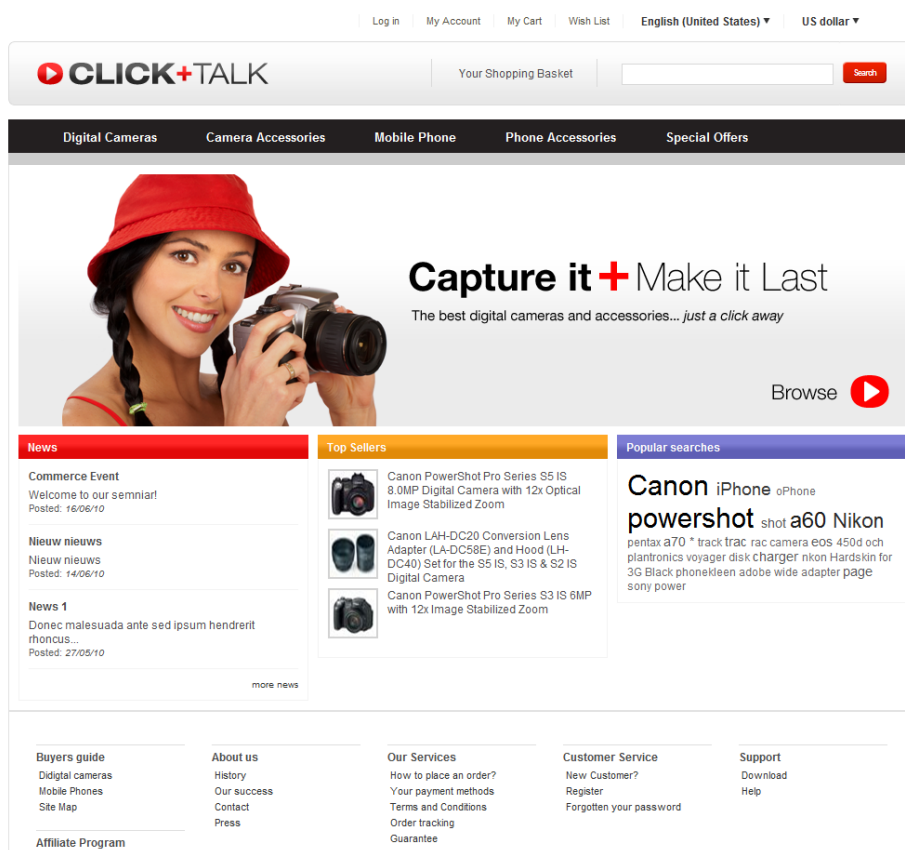 Log in My Account My Cart Wish List English (United States) ▼ US dollar ▼
CLICK+TALK
Your Shopping Basket
Search
Digital Cameras Camera Accessories Mobile Phone Phone Accessories Special Offers
Capture it + Make it Last
The best digital cameras and accessories... just a click away
Browse
News
Commerce Event
Welcome to our semniar!
Posted: 16/06/10
Nieuw nieuws
Nieuw nieuws
Posted: 14/06/10
News 1
Donec malesuada ante sed ipsum hendrerit
rhoncus...
Posted: 27/05/10
more news
Top Sellers
Canon PowerShot Pro Series S5 IS
8.0MP Digital Camera with 12x Optical
Image Stabilized Zoom
Canon LAH-DC20 Conversion Lens
Adapter (LA-DC58E) and Hood (LH-
DC40) Set for the S5 IS, S3 IS & S2 IS
Digital Camera
Canon PowerShot Pro Series S3 IS 6MP
with 12x Image Stabilized Zoom
Popular searches
Canon iPhone oPhone
powershot shot a60 Nikon
pentax a70 * track trac rac camera eos 450d och
plantronics voyager disk charger nkon Hardskin for
3G Black phonekleen adobe wide adapter page
sony power
Buyers guide
Didigtal cameras
Mobile Phones
Site Map
Affiliate Program
About us
History
Our success
Contact
Press
Our Services
How to place an order?
Your payment methods
Terms and Conditions
Order tracking
Guarantee
Customer Service
New Customer?
Register
Forgotten your password
Support
Download
Help